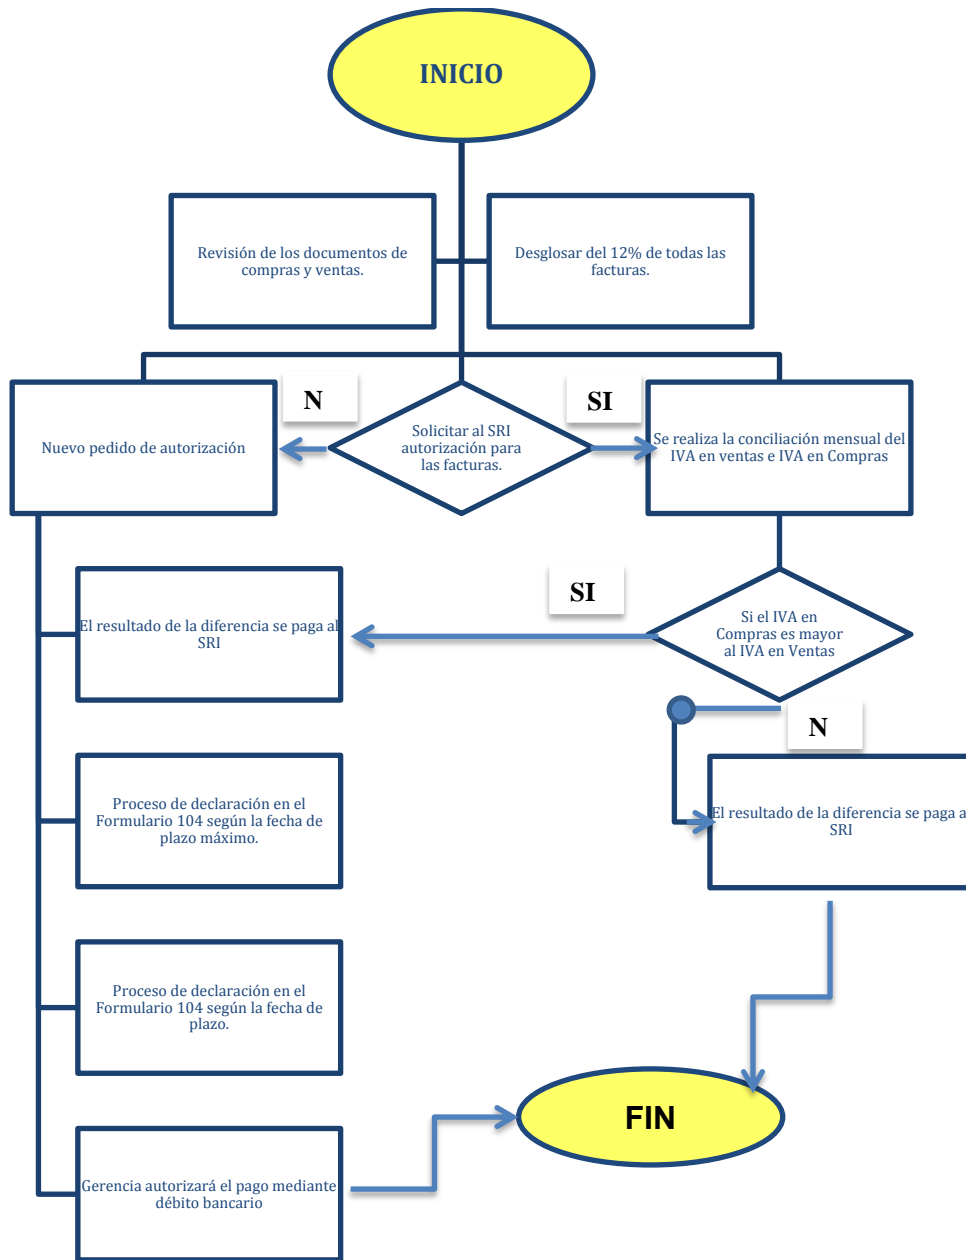 INICIO
Revisión de los documentos de
compras y ventas.
Desglosar del 12% de todas las
facturas.
N
SI
Nuevo pedido de autorización
Solicitar al SRI
autorización para
las facturas.
Se realiza la conciliación mensual del
IVA en ventas e IVA en Compras
SI
El resultado de la diferencia se paga al
SRI
Si el IVA en
Compras es mayor
al IVA en Ventas
N
Proceso de declaración en el
Formulario 104 según la fecha de
plazo máximo.
El resultado de la diferencia se paga al
SRI
Proceso de declaración en el
Formulario 104 según la fecha de
plazo.
FIN
Gerencia autorizará el pago mediante
débito bancario